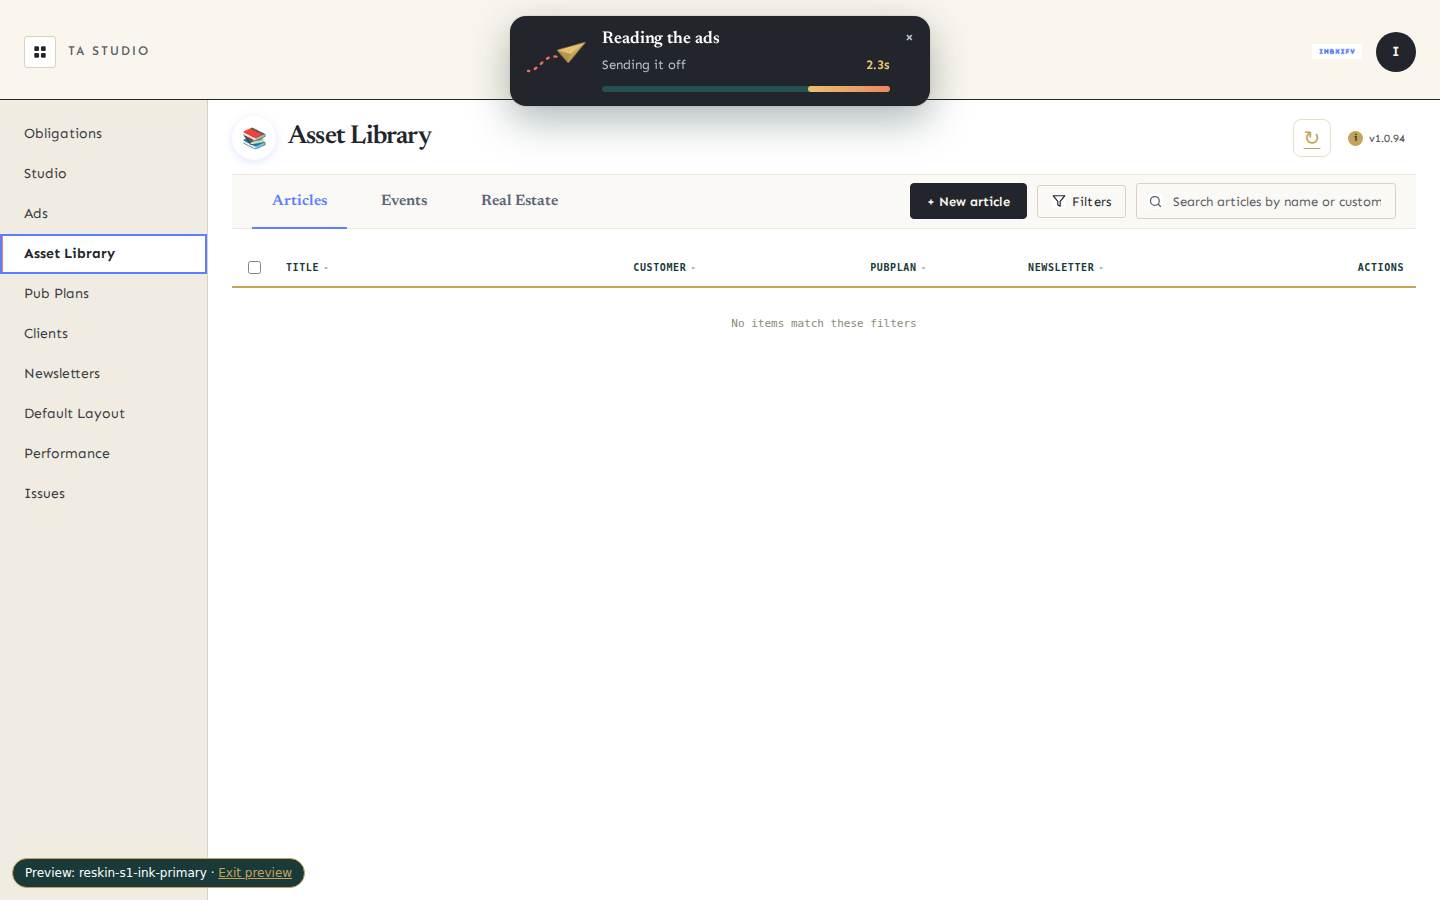 TA STUDIO
Reading the ads
×
Sending it off
2.3s
INBXIFY
I
Obligations
Studio
Ads
Asset Library
Pub Plans
Clients
Newsletters
Default Layout
Performance
Issues
Asset Library
v1.0.94
Articles
Events
Real Estate
+ New article
Filters
Search articles by name or custom
TITLE
CUSTOMER
PUBPLAN
NEWSLETTER
ACTIONS
No items match these filters
Preview: reskin-s1-ink-primary · Exit preview